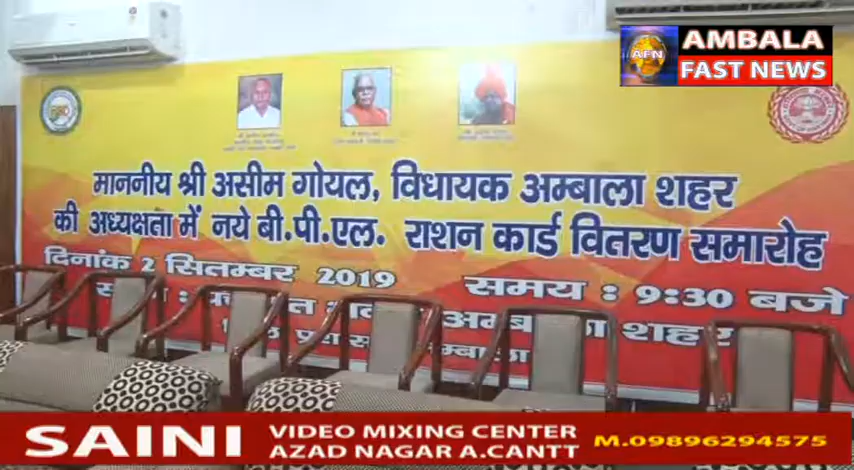 AFN
AMBALA
FAST NEWS
माननीय श्री असीम गोयल, विधायक अम्बाला शहर
की अध्यक्षता में नये बी.पी.एल. राशन कार्ड वितरण समारोह
दिनांक 2 सितम्बर 2019 समय : 9:30 बजे
शहर
SAINI
VIDEO MIXING CENTER
AZAD NAGAR A.CANTT
M.09896294575